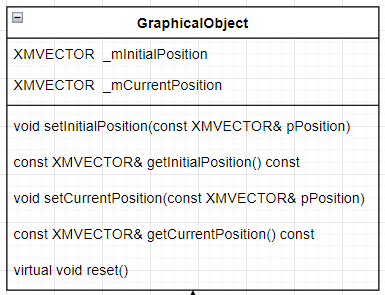 GraphicalObject
XMVECTOR _mInitialPosition
XMVECTOR _mCurrentPosition
void setInitialPosition(const XMVECTOR& pPosition)
const XMVECTOR& getInitialPosition() const
void setCurrentPosition(const XMVECTOR& pPosition)
const XMVECTOR& getCurrentPosition() const
virtual void reset()